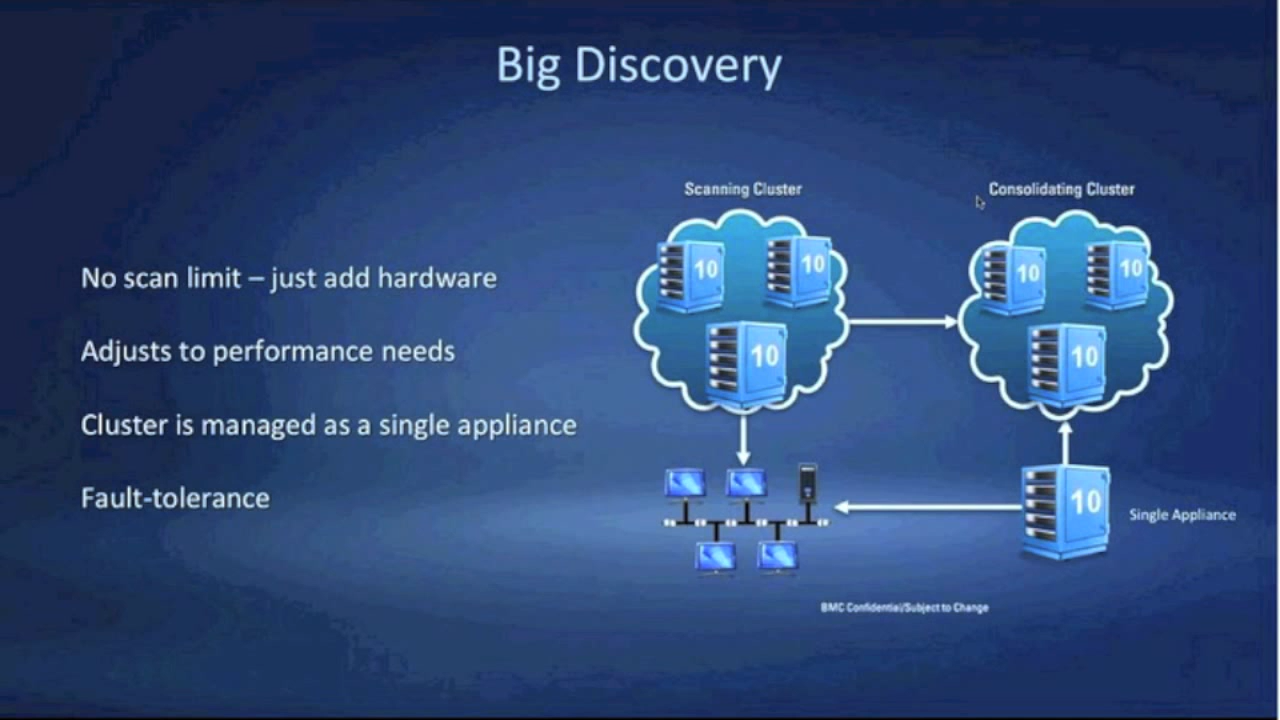 Big Discovery
Scanning Cluster
Consolidating Cluster
10
10
10
10
10
10
No scan limit – just add hardware
Adjusts to performance needs
Cluster is managed as a single appliance
Fault-tolerance
10
Single Appliance
BMC Confidential/Subject to Change